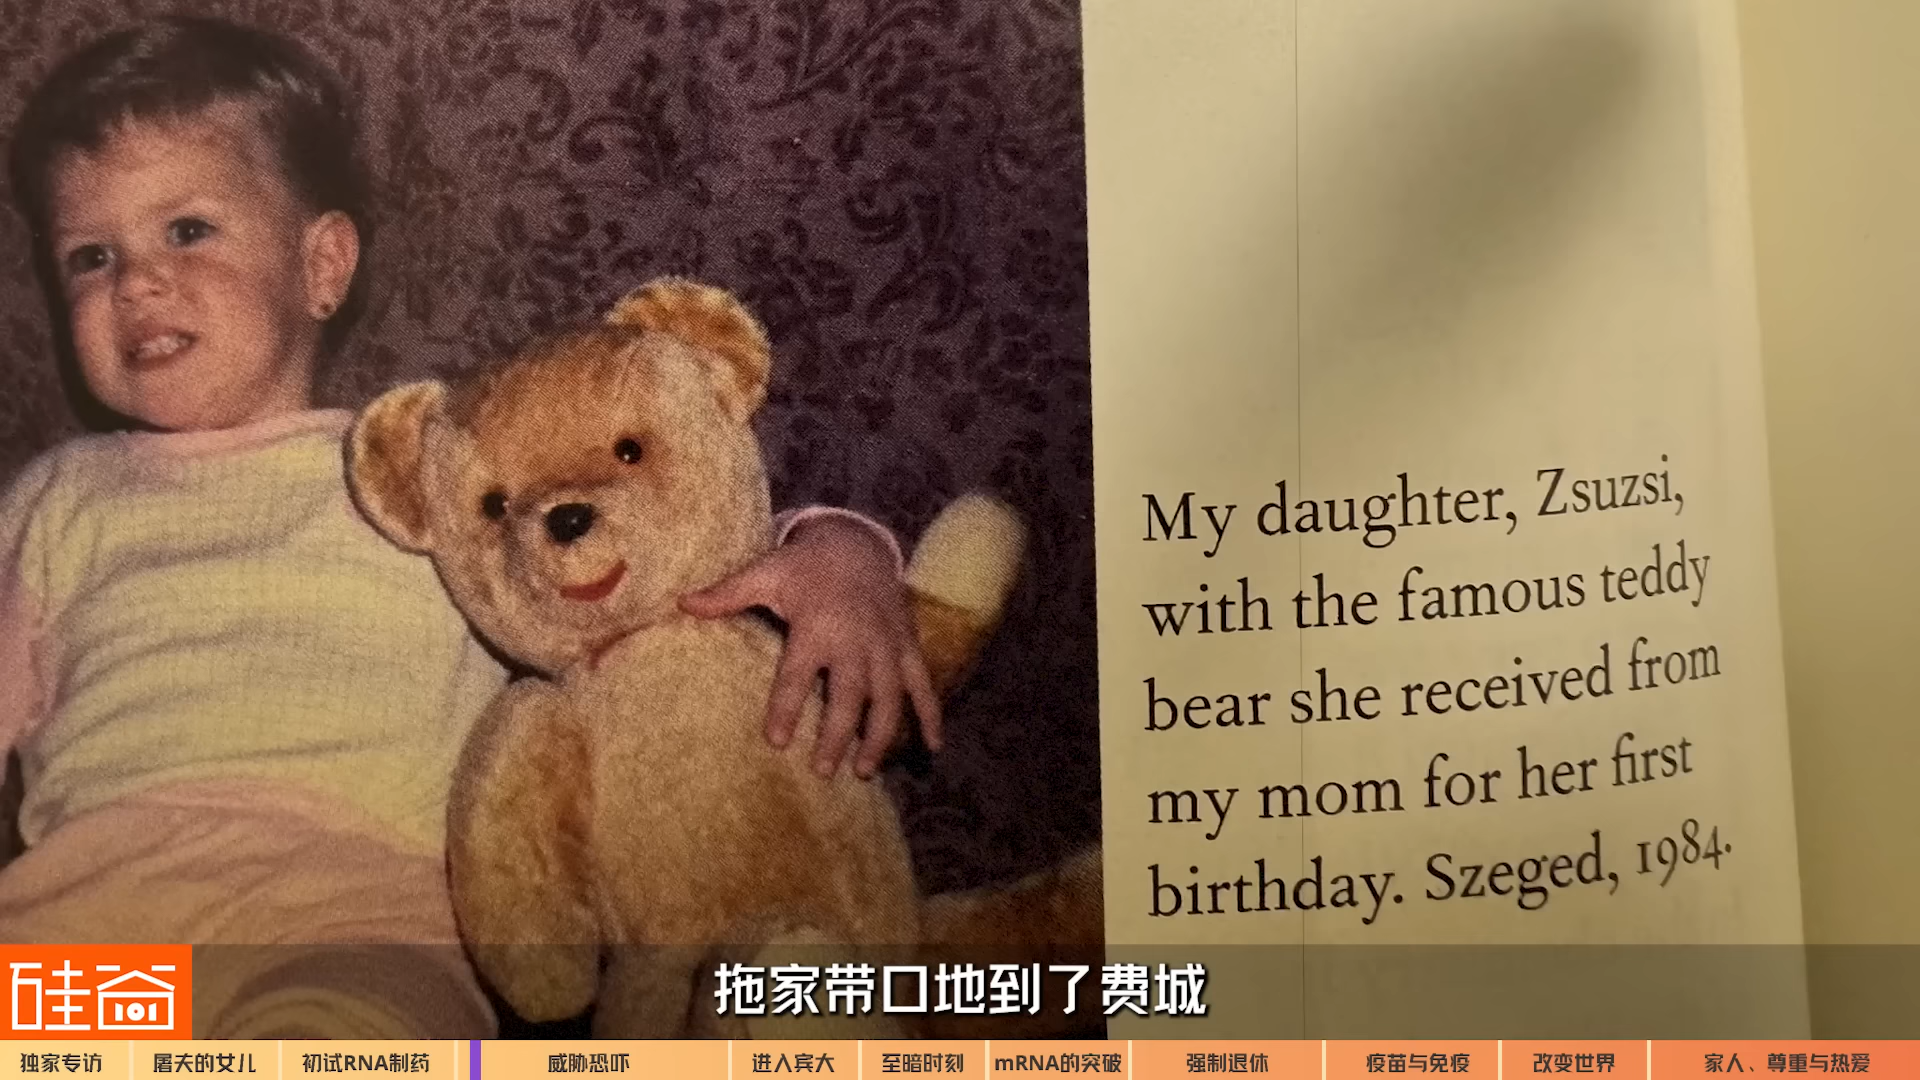 My daughter, Zsuzsi,
with the famous teddy
bear she received from
my mom for her first
birthday. Szeged, 1984.
拖家带口地到了费城
硅谷
101
独家专访
屠夫的女儿
初试RNA制药
威胁恐吓
进入宾大
至暗时刻
mRNA的突破
强制退休
疫苗与免疫
改变世界
家人、尊重与热爱